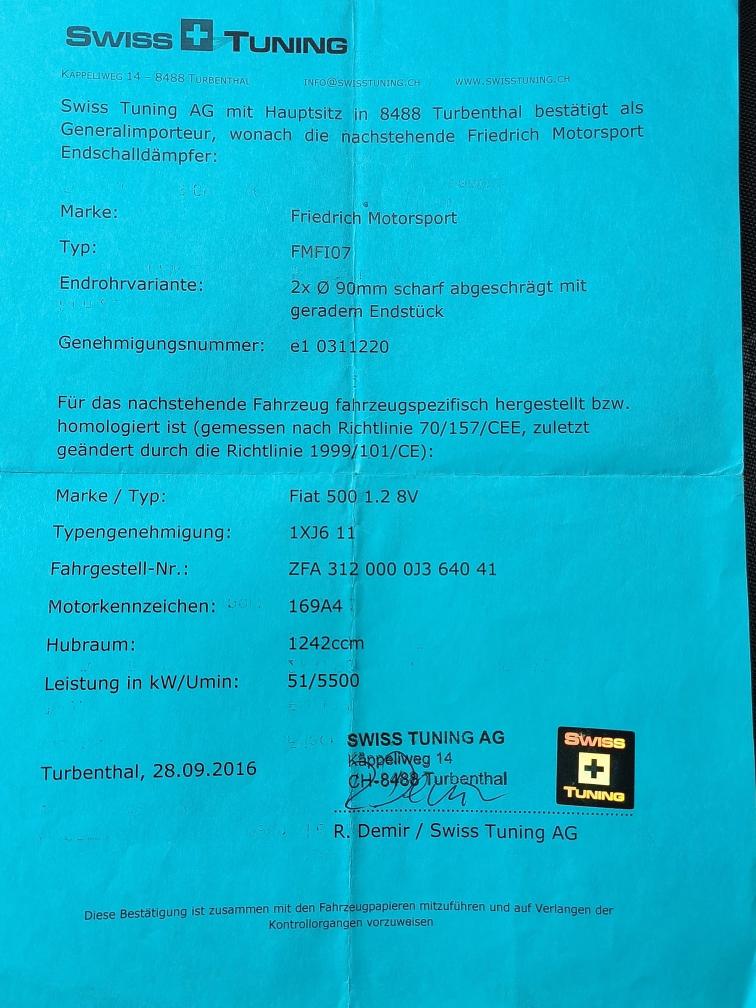 SWISS TUNING
KÄPPELIWEG 14 – 8488 TURBENTHAL INFO@SWISSTUNING.CH WWW.SWISSTUNING.CH
Swiss Tuning AG mit Hauptsitz in 8488 Turbenthal bestätigt als
Generalimporteur, wonach die nachstehende Friedrich Motorsport
Endschalldämpfer:
Marke: Friedrich Motorsport
Typ: FMFI07
Endrohrvariante: 2x Ø 90mm scharf abgeschrägt mit
geradem Endstück
Genehmigungsnummer: e1 0311220
Für das nachstehende Fahrzeug fahrzeugspezifisch hergestellt bzw.
homologiert ist (gemessen nach Richtlinie 70/157/CEE, zuletzt
geändert durch die Richtlinie 1999/101/CE):
Marke / Typ: Fiat 500 1.2 8V
Typengenehmigung: 1XJ6 11
Fahrgestell-Nr.: ZFA 312 000 0J3 640 41
Motorkennzeichen: 169A4
Hubraum: 1242ccm
Leistung in kW/Umin: 51/5500
SWISS TUNING AG
Käppeliweg 14
CH-8488 Turbenthal
SWISS
TUNING
Turbenthal, 28.09.2016
R. Demir / Swiss Tuning AG
Diese Bestätigung ist zusammen mit den Fahrzeugpapieren mitzuführen und auf Verlangen der
Kontrollorgangen vorzuweisen